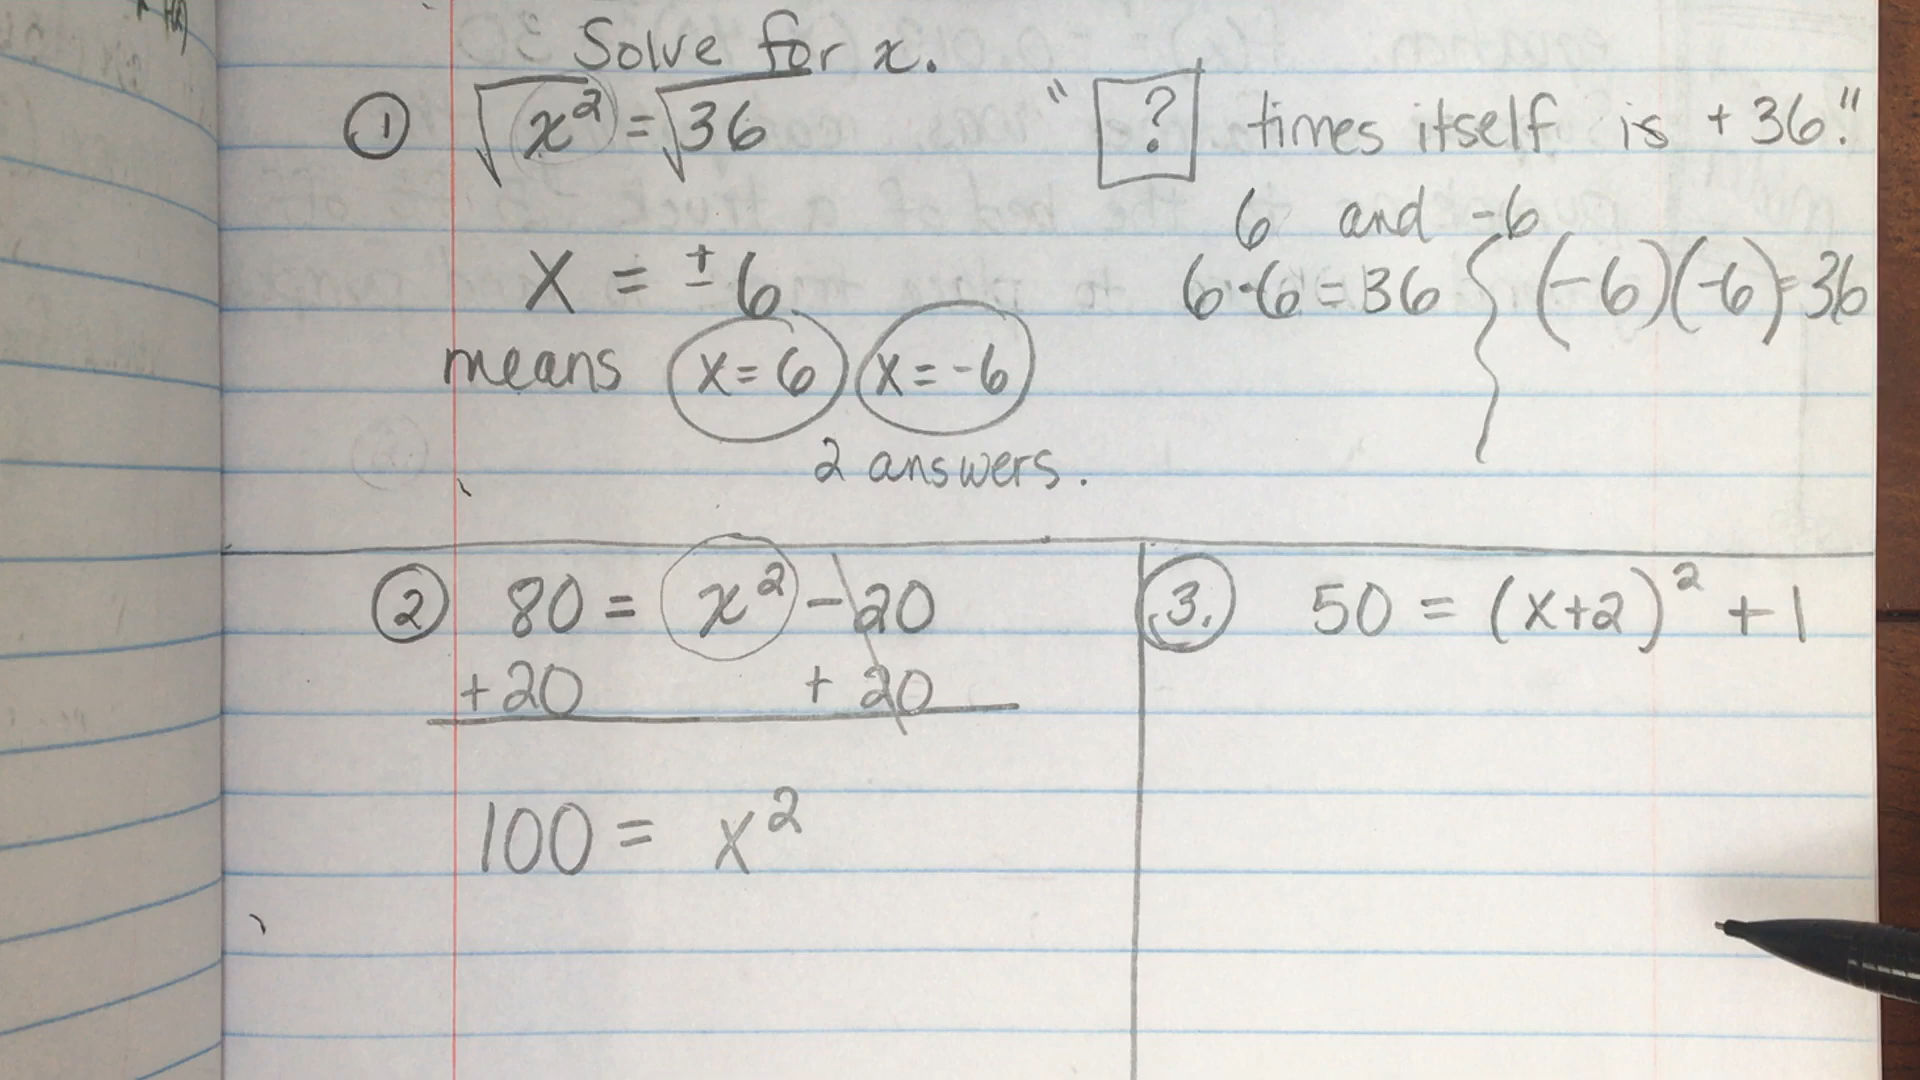 Solve for x.
① √x² = √36
" ? times itself is +36."
6 and -6
6·6=36 { (-6)(-6)=36
X = ±6
means x=6 x=-6
2 answers.
② 80 = x² - 20
+20 + 20
100 = x²
3. 50 = (x+2)² + 1